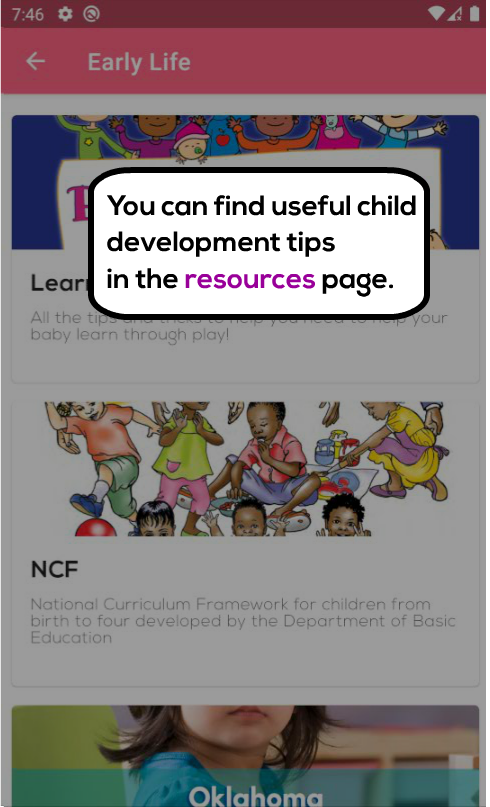 7:46
Early Life
You can find useful child
development tips
in the resources page.
Lear
All the tips and tricks to help you need to help your
baby learn through play!
NCF
National Curriculum Framework for children from
birth to four developed by the Department of Basic
Education
Oklahoma